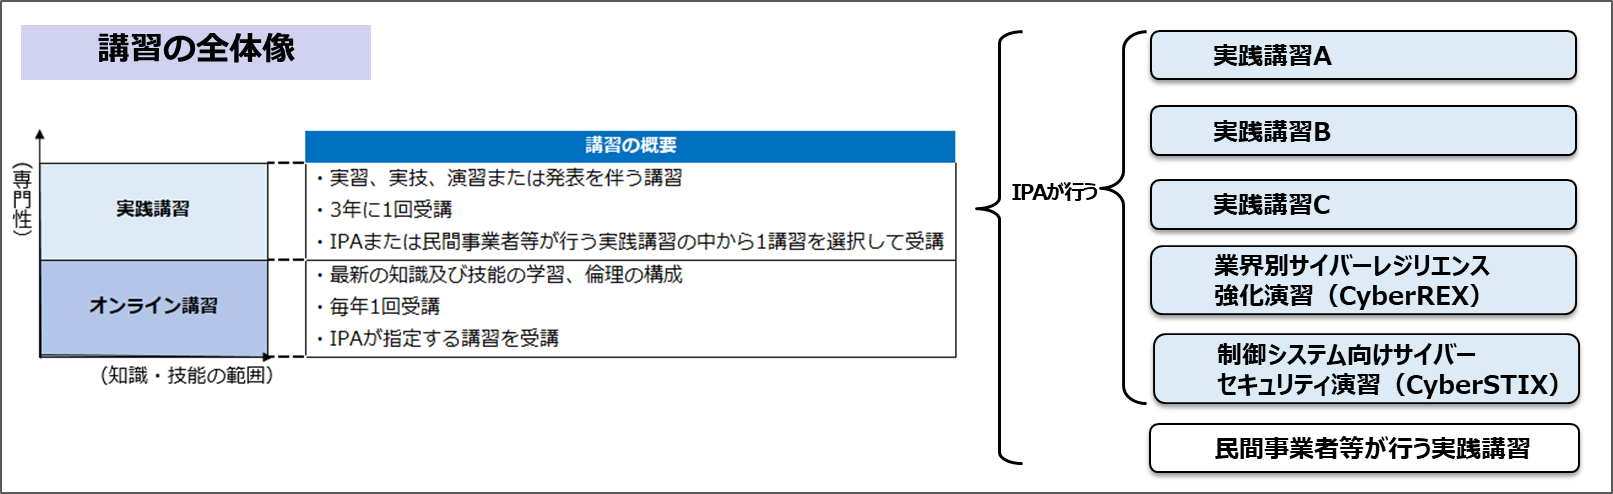 講習の全体像
(専門性)
実践講習
オンライン講習
(知識・技能の範囲)
講習の概要
・実習、実技、演習または発表を伴う講習
・3年に1回受講
・IPAまたは民間事業者等が行う実践講習の中から1講習を選択して受講
・最新の知識及び技能の学習、倫理の構成
・毎年1回受講
・IPAが指定する講習を受講
IPAが行う
実践講習A
実践講習B
実践講習C
業界別サイバーレジリエンス
強化演習（CyberREX）
制御システム向けサイバー
セキュリティ演習（CyberSTIX）
民間事業者等が行う実践講習